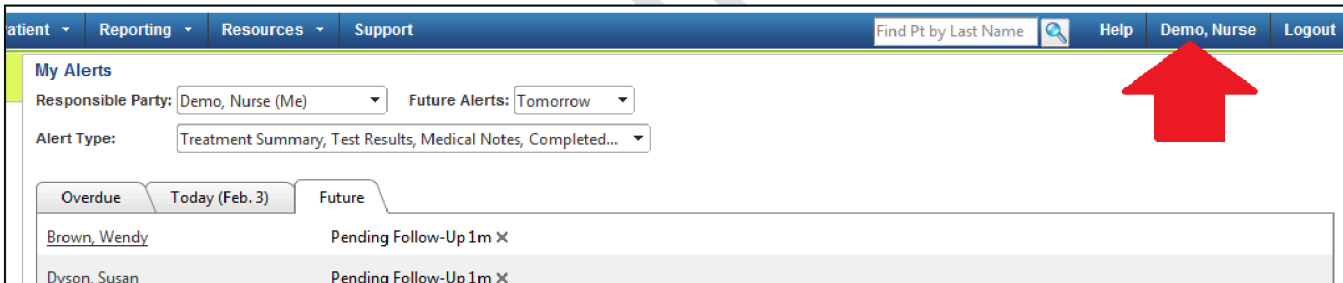 atient Reporting Resources Support Find Pt by Last Name Help Demo, Nurse Logout
My Alerts
Responsible Party: Demo, Nurse (Me) Future Alerts: Tomorrow
Alert Type: Treatment Summary, Test Results, Medical Notes, Completed...
Overdue Today (Feb. 3) Future
Brown, Wendy Pending Follow-Up 1m
Dyson, Susan Pending Follow-Up 1m